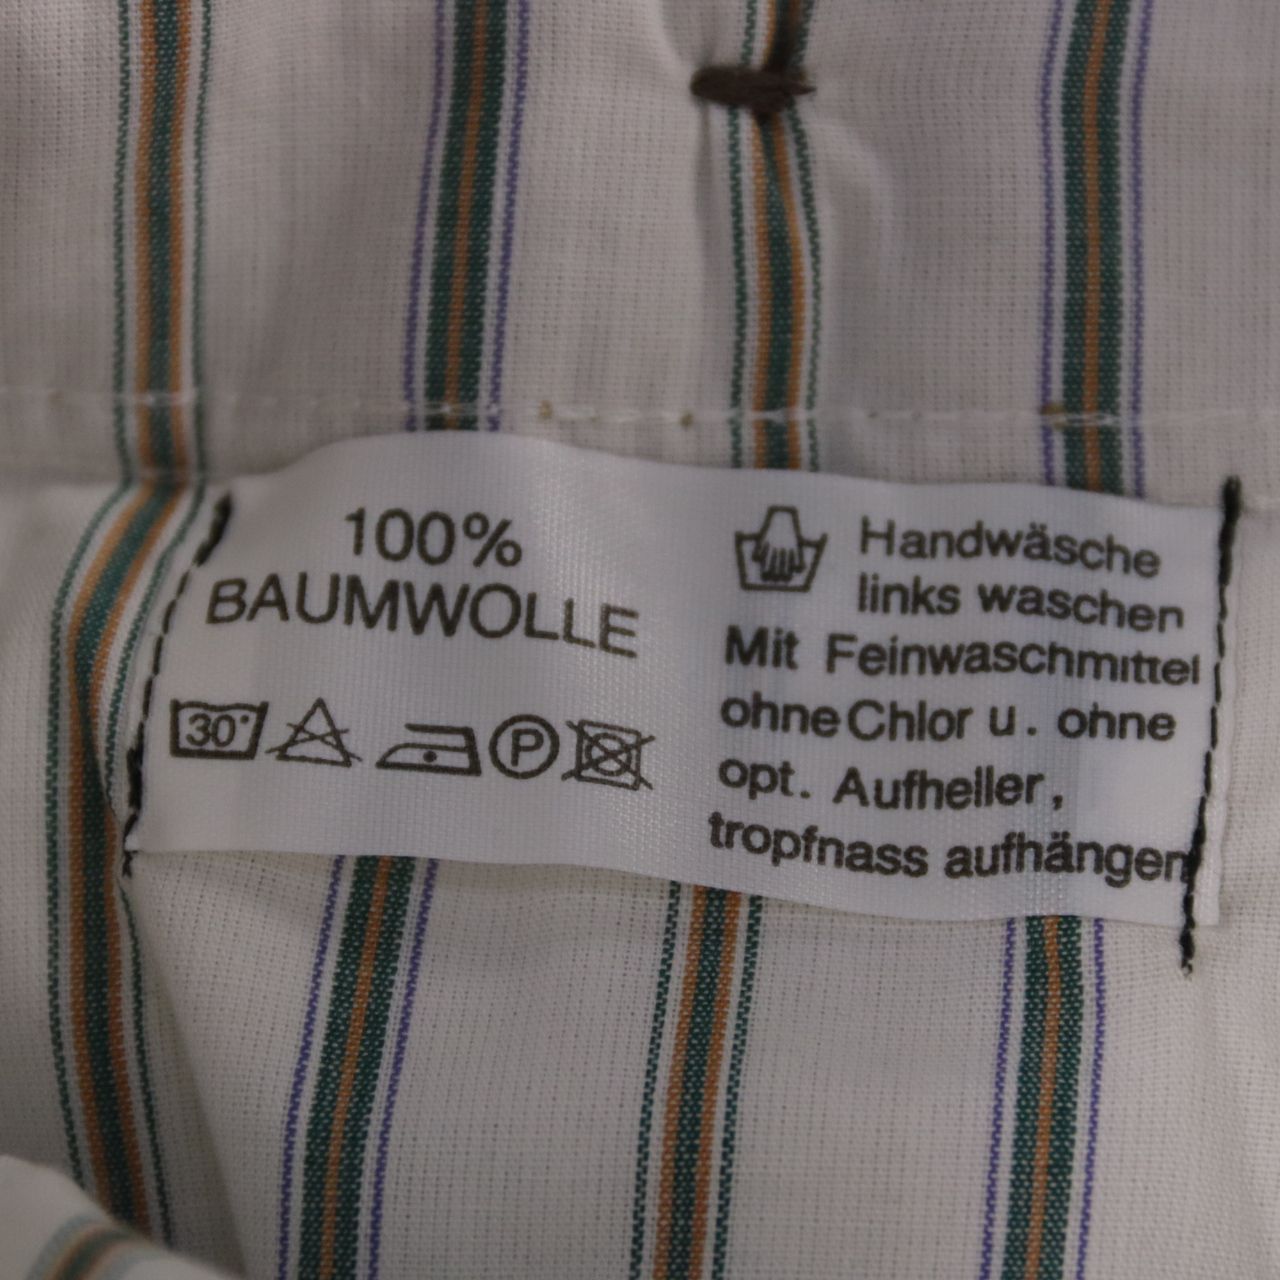 100%
BAUMWOLLE
30°
P
Handwäsche
links waschen
Mit Feinwaschmittel
ohne Chlor u. ohne
opt. Aufheller,
tropfnass aufhängen